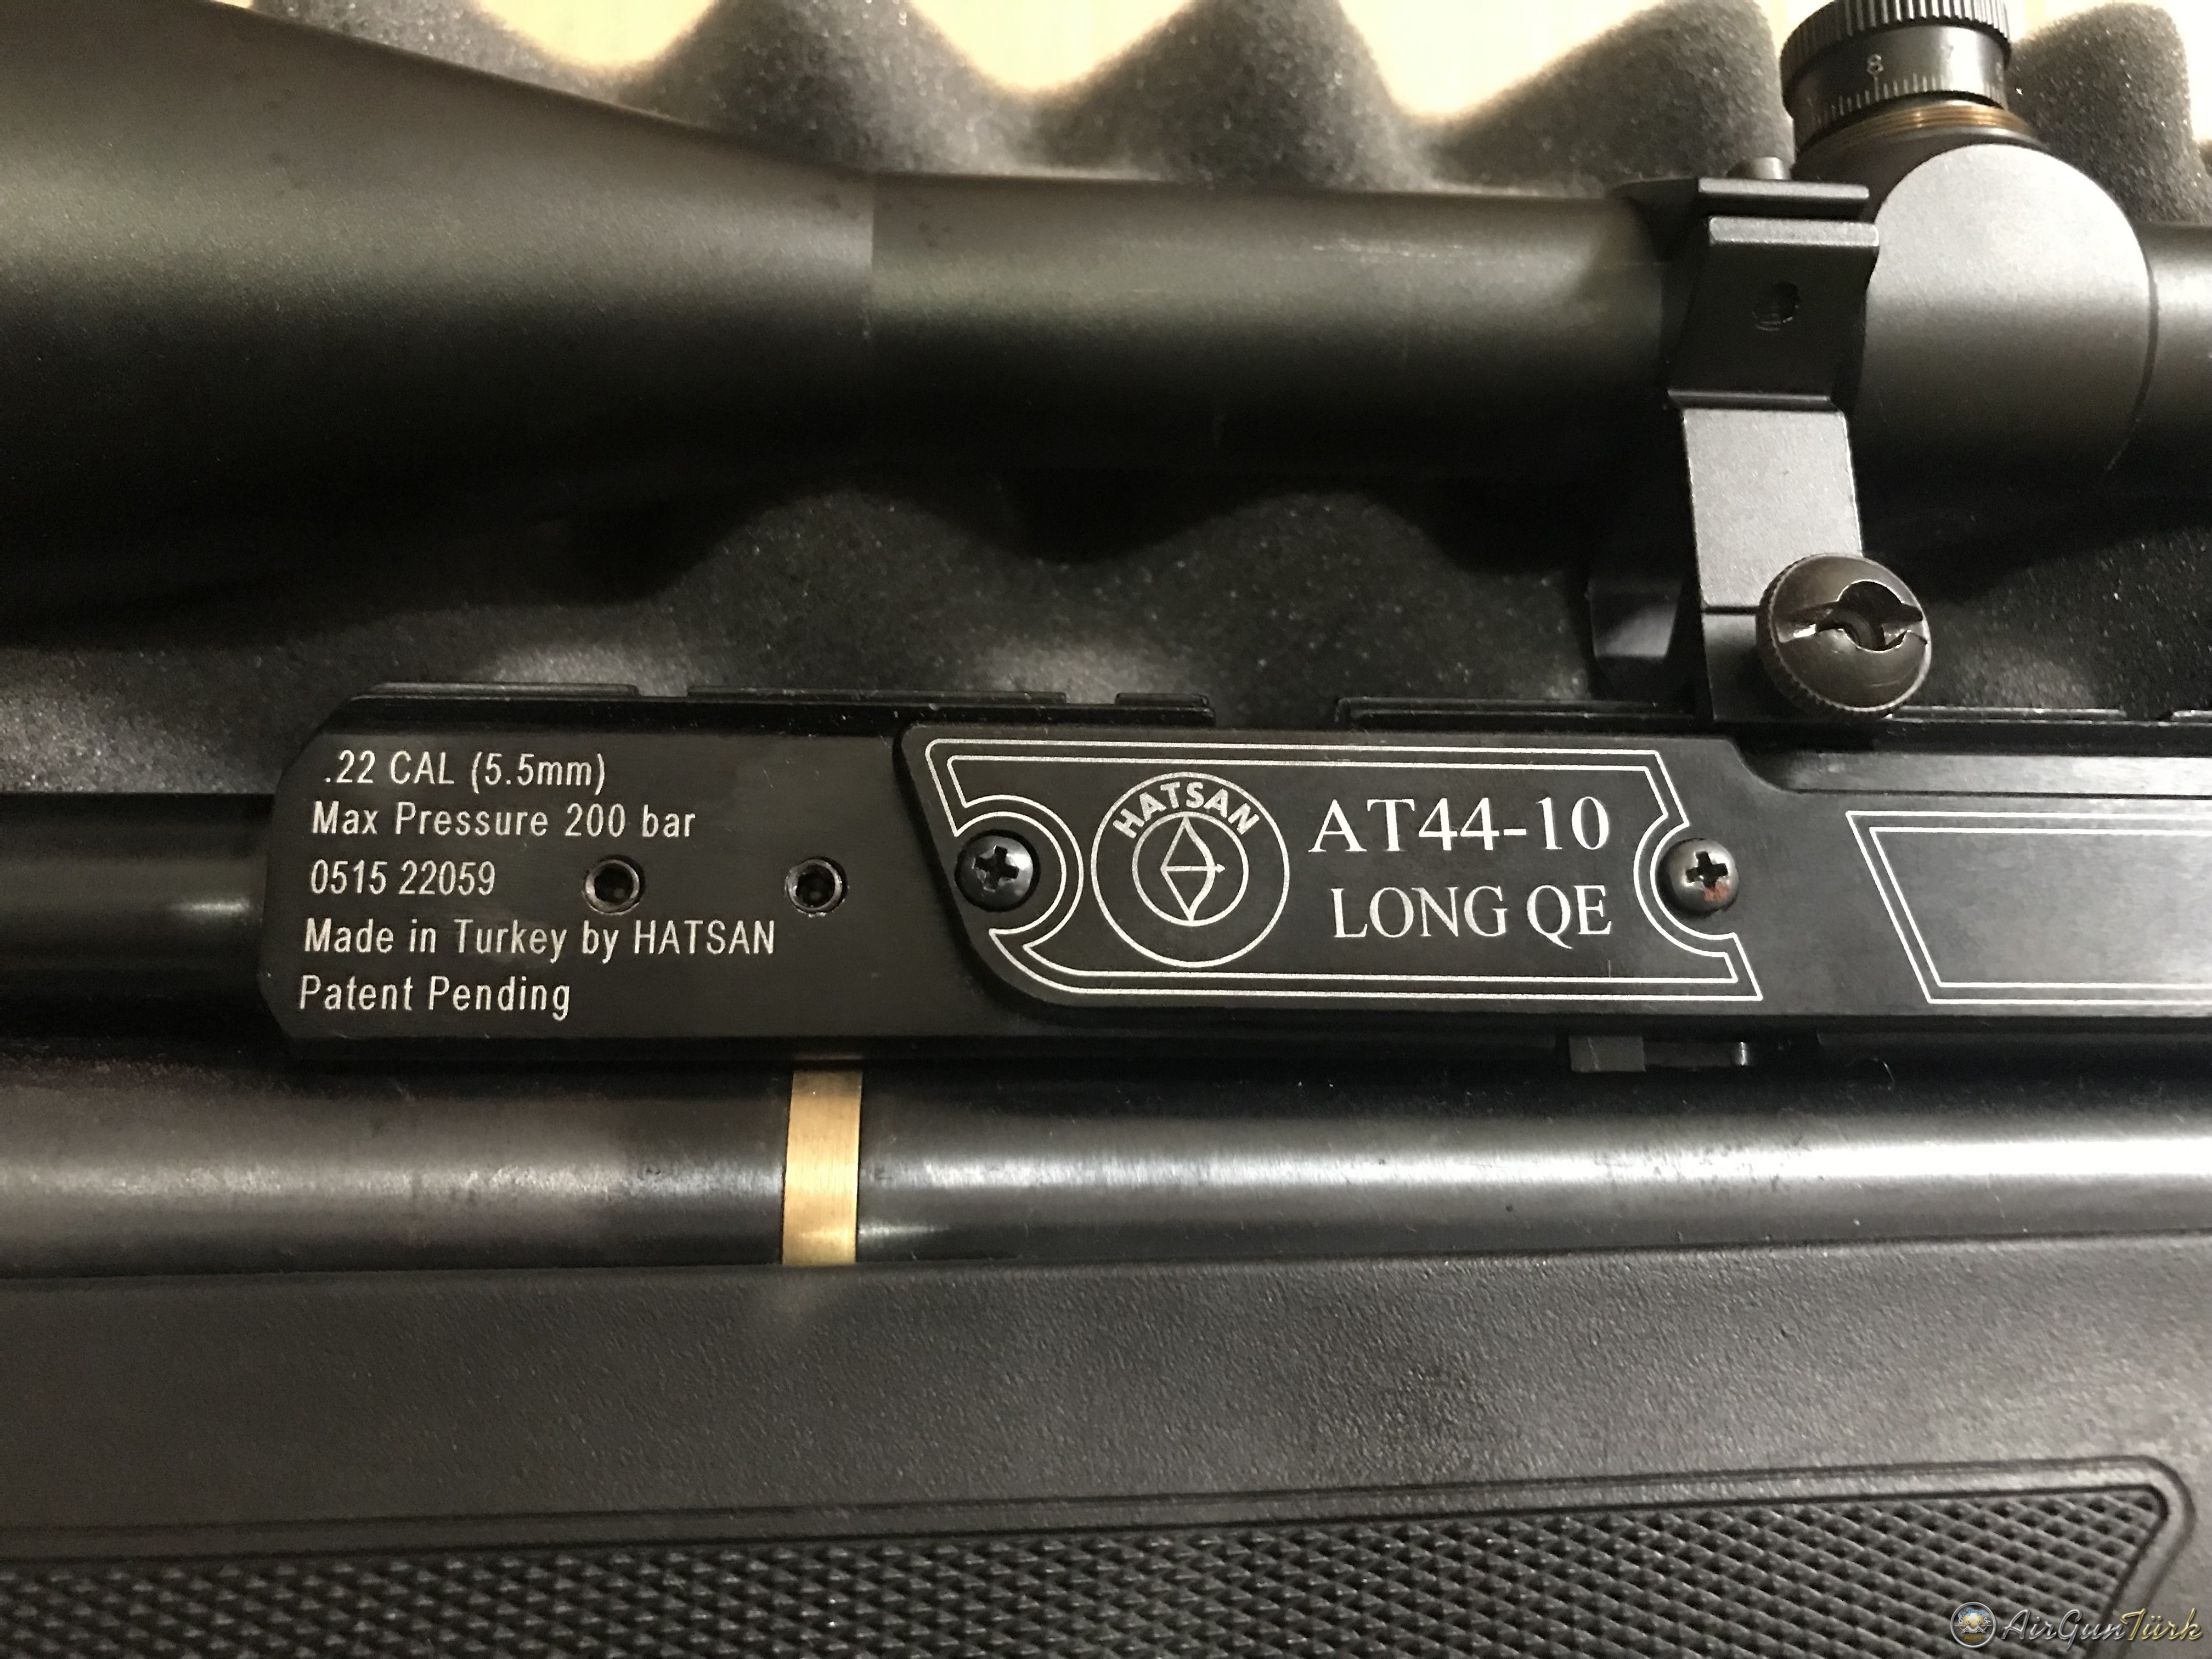 8
.22 CAL (5.5mm)
Max Pressure 200 bar
0515 22059
Made in Turkey by HATSAN
Patent Pending
HATSAN
AT44-10
LONG QE
AirGunTürk